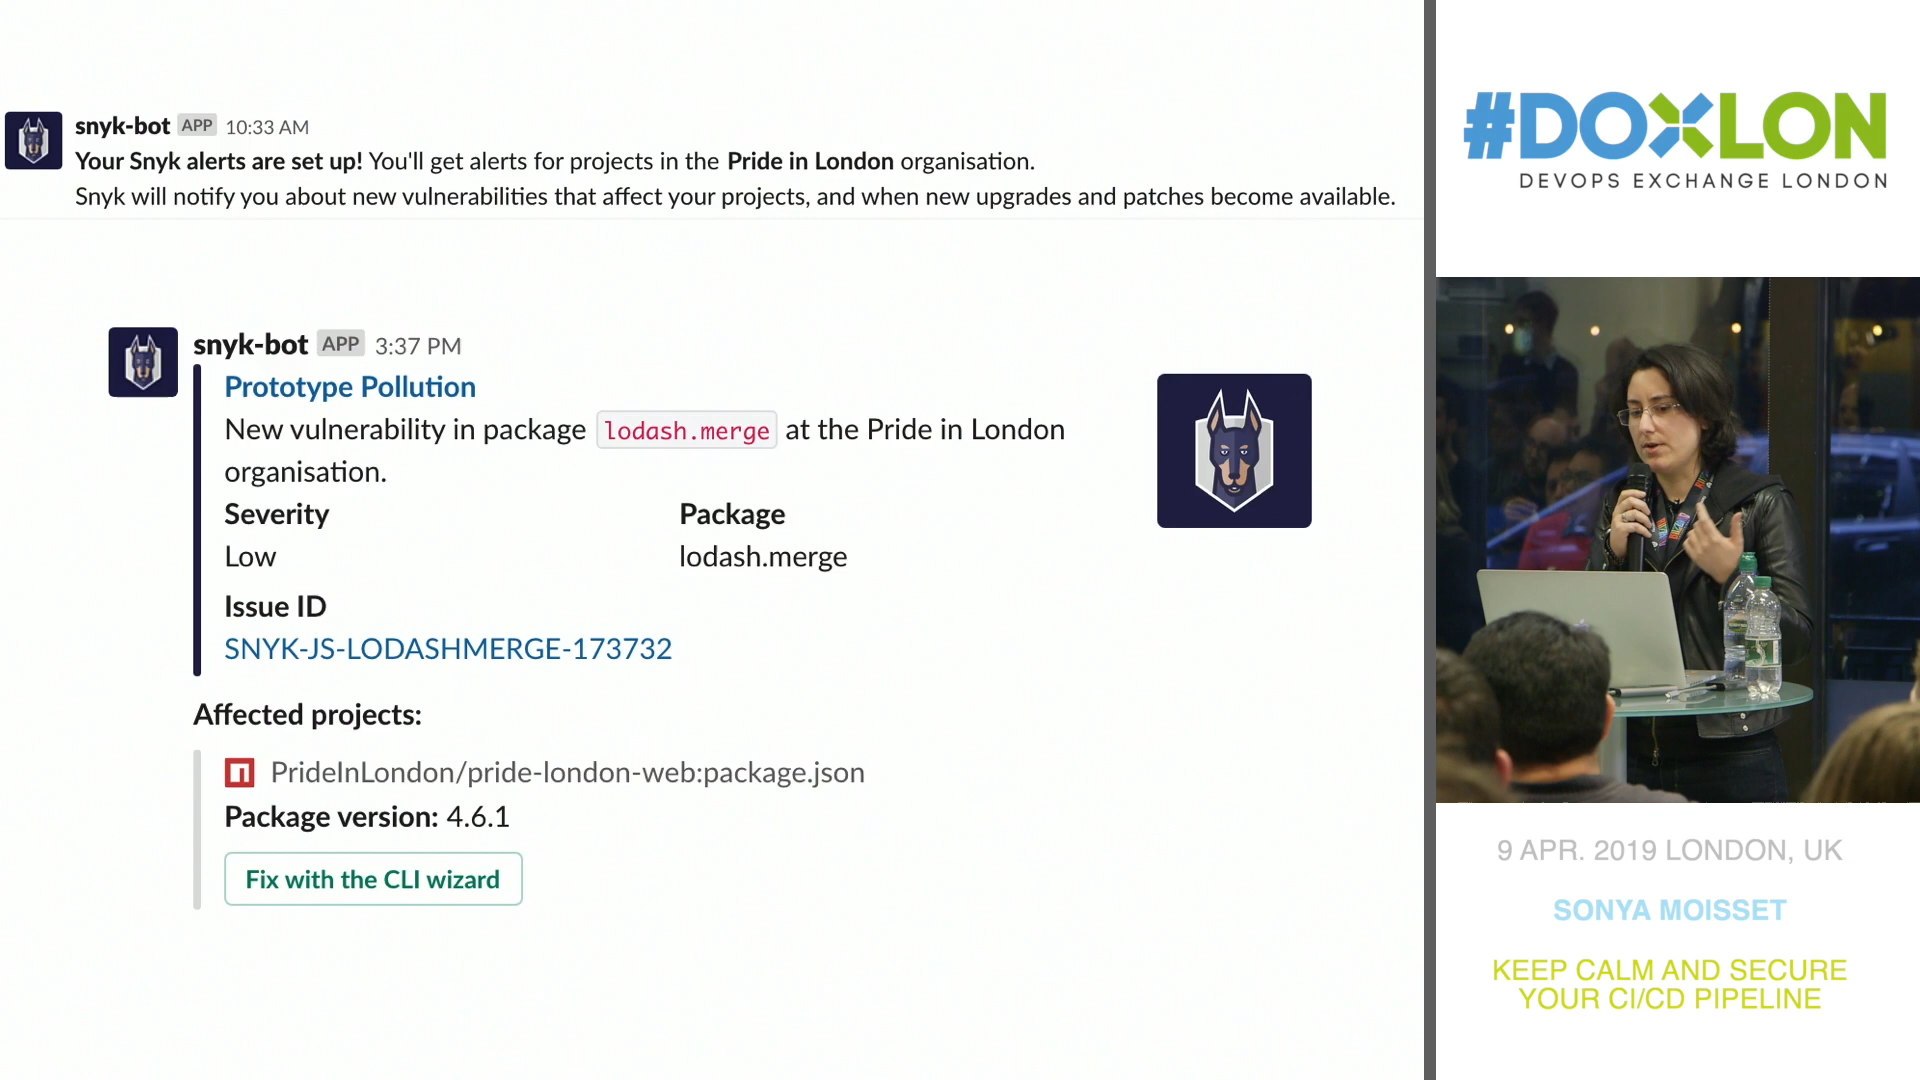 snyk-bot APP 10:33 AM
Your Snyk alerts are set up! You'll get alerts for projects in the Pride in London organisation.
Snyk will notify you about new vulnerabilities that affect your projects, and when new upgrades and patches become available.
snyk-bot APP 3:37 PM
Prototype Pollution
New vulnerability in package lodash.merge at the Pride in London
organisation.
Severity Package
Low lodash.merge
Issue ID
SNYK-JS-LODASHMERGE-173732
Affected projects:
PrideInLondon/pride-london-web:package.json
Package version: 4.6.1
Fix with the CLI wizard
#DOXLON
DEVOPS EXCHANGE LONDON
9 APR. 2019 LONDON, UK
SONYA MOISSET
KEEP CALM AND SECURE
YOUR CI/CD PIPELINE